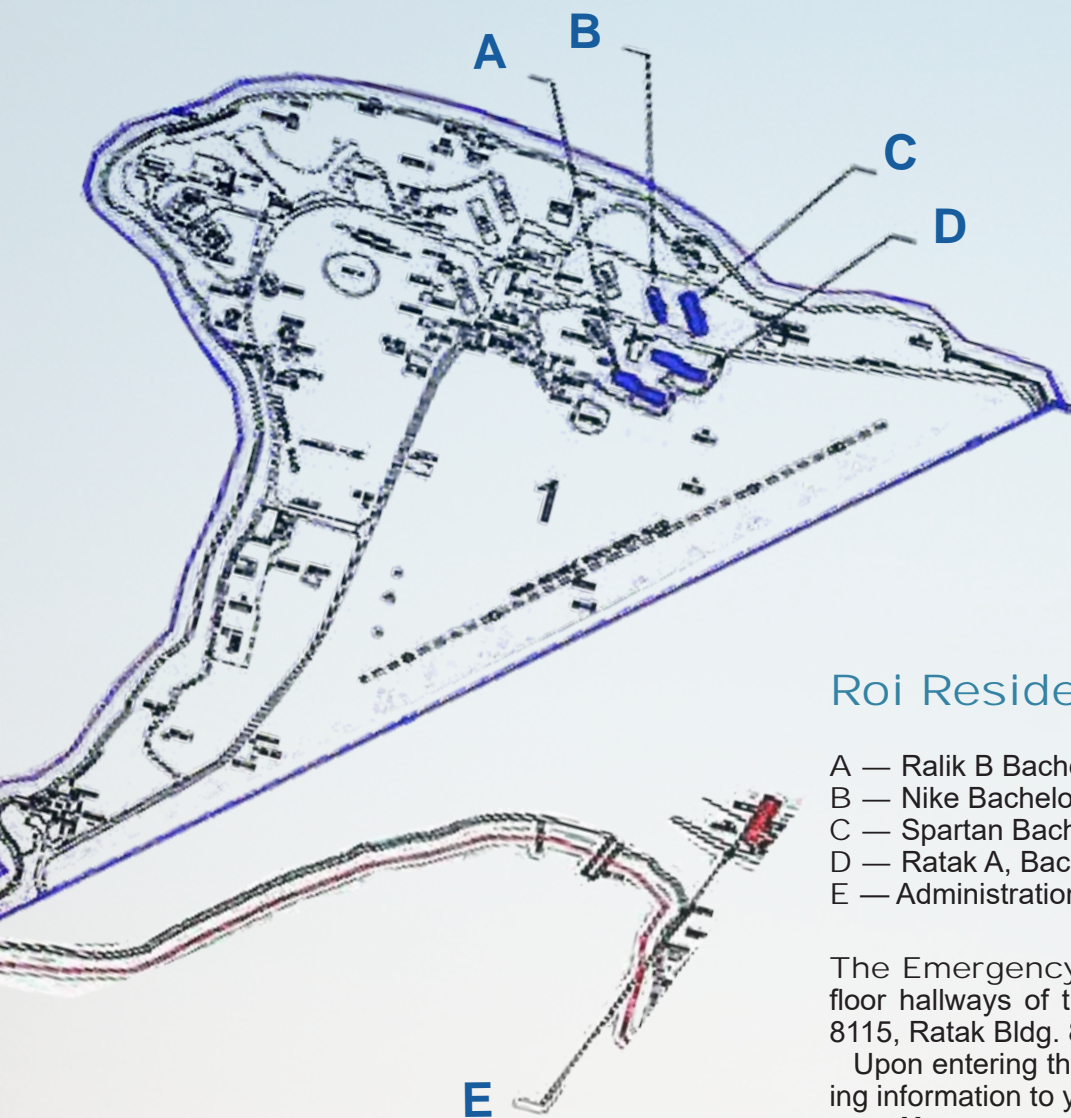 B
A
C
D
1
Roi Reside
A — Ralik B Bach
B — Nike Bachelo
C — Spartan Bach
D — Ratak A, Bac
E — Administration
The Emergency
floor hallways of t
8115, Ratak Bldg. 8
Upon entering th
ing information to y
E